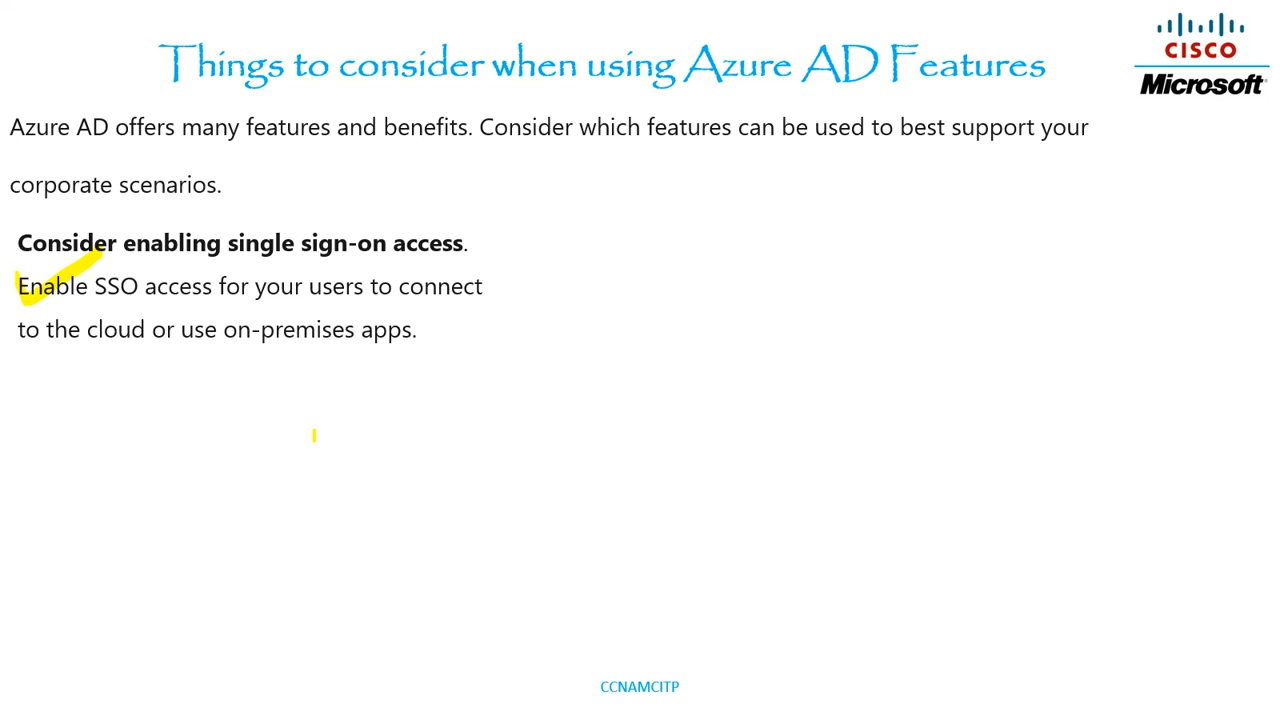 CISCO
Microsoft
Things to consider when using Azure AD Features
Azure AD offers many features and benefits. Consider which features can be used to best support your
corporate scenarios.
Consider enabling single sign-on access.
Enable SSO access for your users to connect
to the cloud or use on-premises apps.
CCNAMCITP